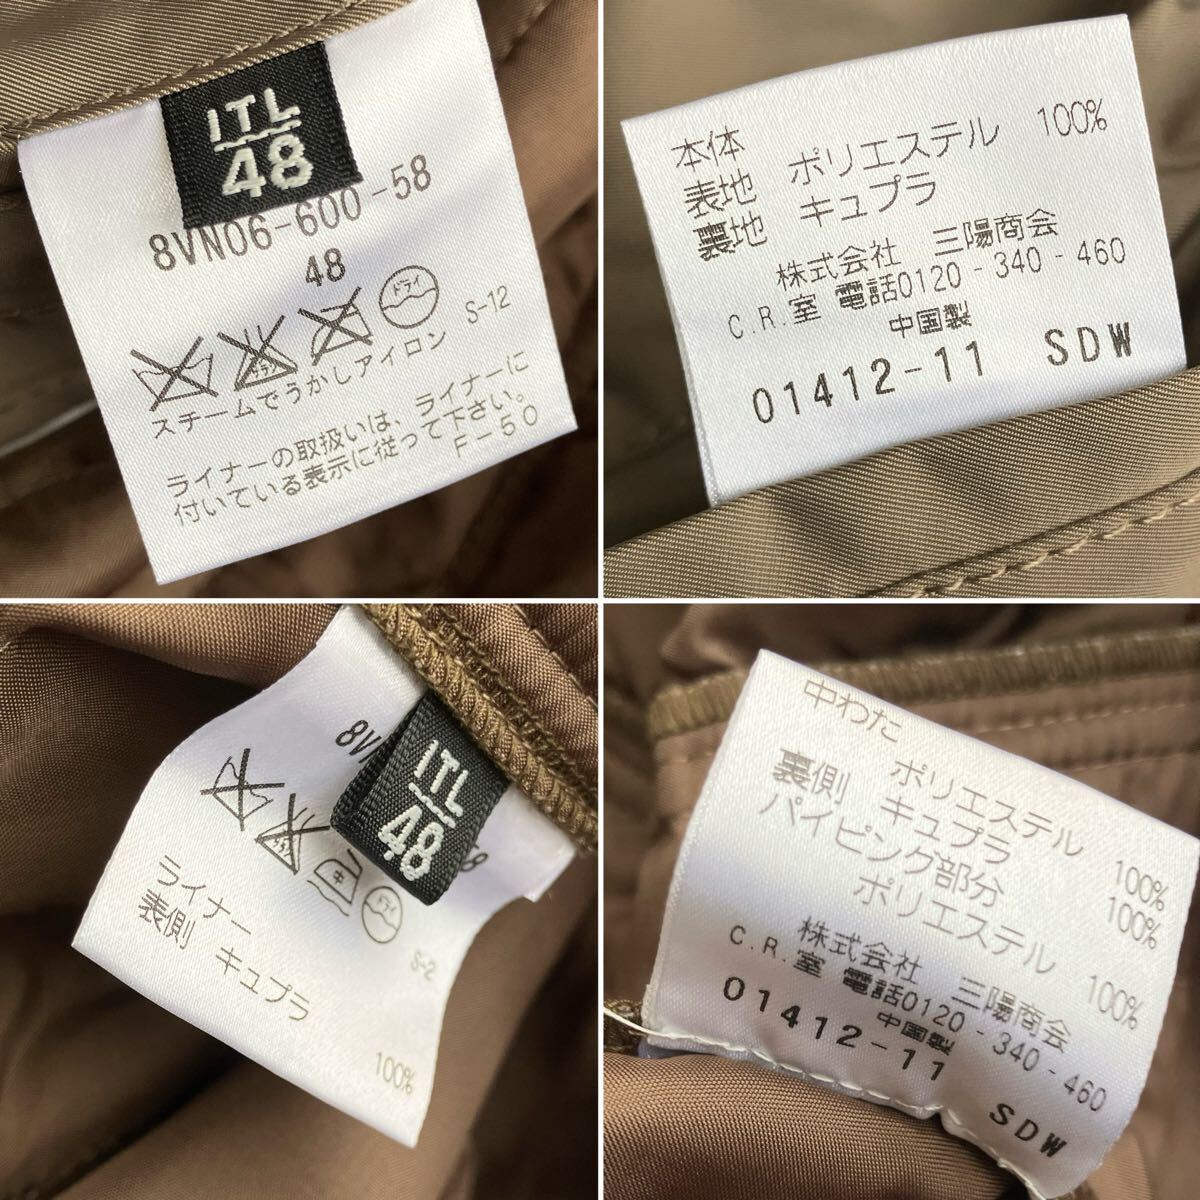 ITL
48
8VN06-600-58
48
ドライ
S-12
スチームでうかしアイロン
ライナーの取扱いは、ライナーに
付いている表示に従って下さい。
F-50
本体
表地 ポリエステル 100%
裏地 キュプラ
株式会社 三陽商会
C.R.室 電話0120-340-460
中国製
01412-11 SDW
ITL
48
中
S-2
ライナー
表側 キュプラ
100%
中わた
ポリエステル 100%
裏側 キュプラ 100%
パイピング部分
ポリエステル 100%
株式会社 三陽商会
C.R.室 電話0120-340-460
中国製
01412-11 SDW